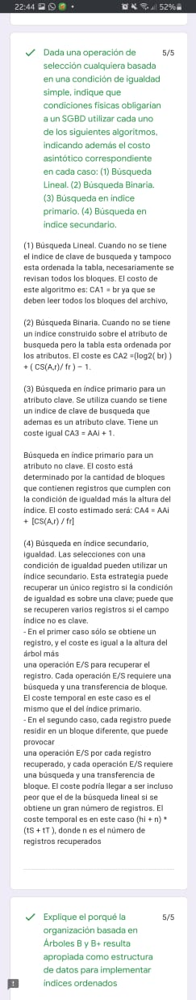 22:44 52%
Dada una operación de 5/5
selección cualquiera basada
en una condición de igualdad
simple, indique que
condiciones físicas obligarían
a un SGBD utilizar cada uno
de los siguientes algoritmos,
indicando además el costo
asintótico correspondiente
en cada caso: (1) Búsqueda
Lineal. (2) Búsqueda Binaria.
(3) Búsqueda en índice
primario. (4) Búsqueda en
índice secundario.
(1) Búsqueda Lineal. Cuando no se tiene
el indice de clave de busqueda y tampoco
esta ordenada la tabla, necesariamente se
revisan todos los bloques. El costo de
este algoritmo es: CA1 = br ya que se
deben leer todos los bloques del archivo,
(2) Búsqueda Binaria. Cuando no se tiene
un indice construido sobre el atributo de
busqueda pero la tabla esta ordenada por
los atributos. El coste es CA2 =(log2( br) )
+ ( CS(A,r)/ fr ) – 1.
(3) Búsqueda en índice primario para un
atributo clave. Se utiliza cuando se tiene
un indice de clave de busqueda que
ademas es un atributo clave. Tiene un
coste igual CA3 = AAi + 1.
Búsqueda en índice primario para un
atributo no clave. El costo está
determinado por la cantidad de bloques
que contienen registros que cumplen con
la condición de igualdad más la altura del
índice. El costo estimado será: CA4 = AAi
+ [CS(A,r) / fr]
(4) Búsqueda en índice secundario,
igualdad. Las selecciones con una
condición de igualdad pueden utilizar un
índice secundario. Esta estrategia puede
recuperar un único registro si la condición
de igualdad es sobre una clave; puede que
se recuperen varios registros si el campo
índice no es clave.
- En el primer caso sólo se obtiene un
registro, y el coste es igual a la altura del
árbol más
una operación E/S para recuperar el
registro. Cada operación E/S requiere una
búsqueda y una transferencia de bloque.
El coste temporal en este caso es el
mismo que el del índice primario.
- En el segundo caso, cada registro puede
residir en un bloque diferente, que puede
provocar
una operación E/S por cada registro
recuperado, y cada operación E/S requiere
una búsqueda y una transferencia de
bloque. El coste podría llegar a ser incluso
peor que el de la búsqueda lineal si se
obtiene un gran número de registros. El
coste temporal es en este caso (hi + n) *
(tS + tT ), donde n es el número de
registros recuperados
Explique el porqué la 5/5
organización basada en
Árboles B y B+ resulta
apropiada como estructura
de datos para implementar
índices ordenados